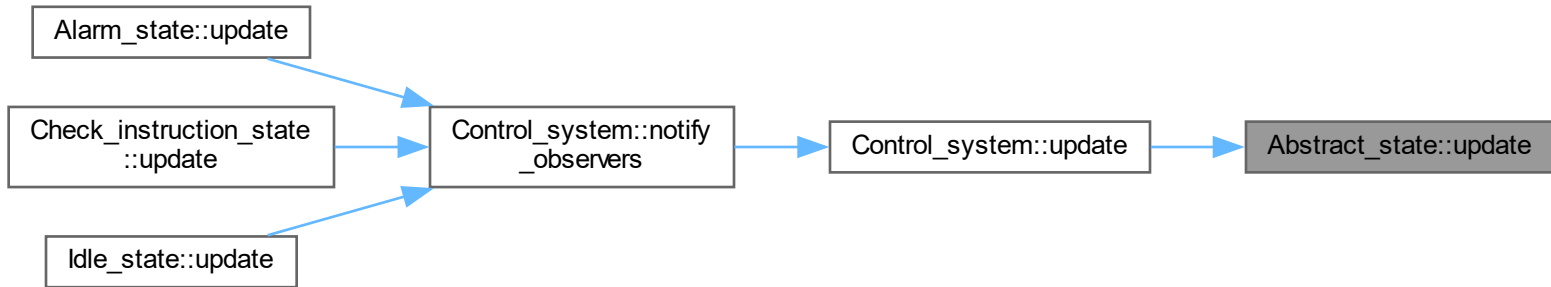 Alarm_state::update
Check_instruction_state
::update
Idle_state::update
Control_system::notify
_observers
Control_system::update
Abstract_state::update